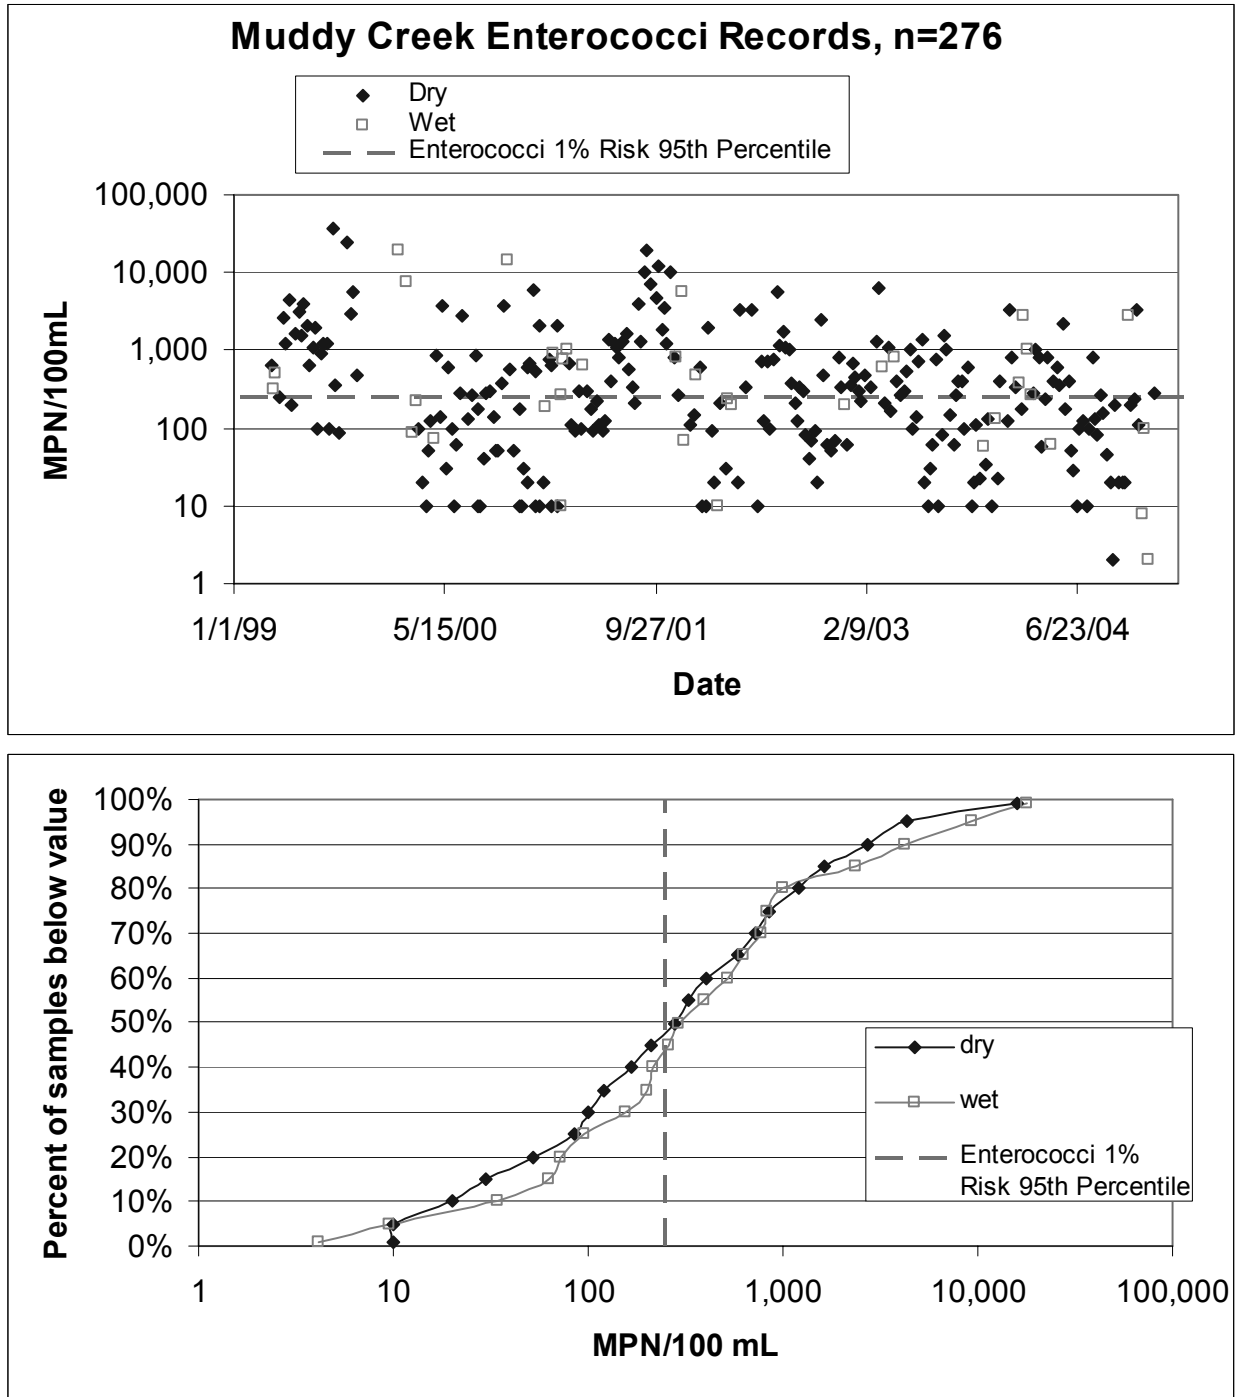 Muddy Creek Enterococci Records, n=276
Dry
Wet
Enterococci 1% Risk 95th Percentile
100,000
10,000
1,000
100
10
1
MPN/100mL
1/1/99 5/15/00 9/27/01 2/9/03 6/23/04
Date
100%
90%
80%
70%
60%
50%
40%
30%
20%
10%
0%
Percent of samples below value
dry
wet
Enterococci 1%
Risk 95th Percentile
1 10 100 1,000 10,000 100,000
MPN/100 mL